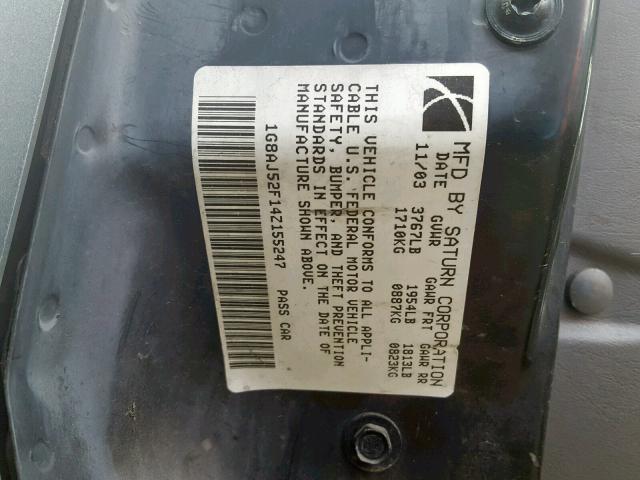 MFD BY SATURN CORPORATION
DATE GVWR GAWR FRT GAWR RR
11/03 3767LB 1954LB 1813LB
1710KG 0887KG 0823KG
THIS VEHICLE CONFORMS TO ALL APPLI-
CABLE U.S. FEDERAL MOTOR VEHICLE
SAFETY, BUMPER, AND THEFT PREVENTION
STANDARDS IN EFFECT ON THE DATE OF
MANUFACTURE SHOWN ABOVE.
1G8AJ52F14Z155247 PASS CAR